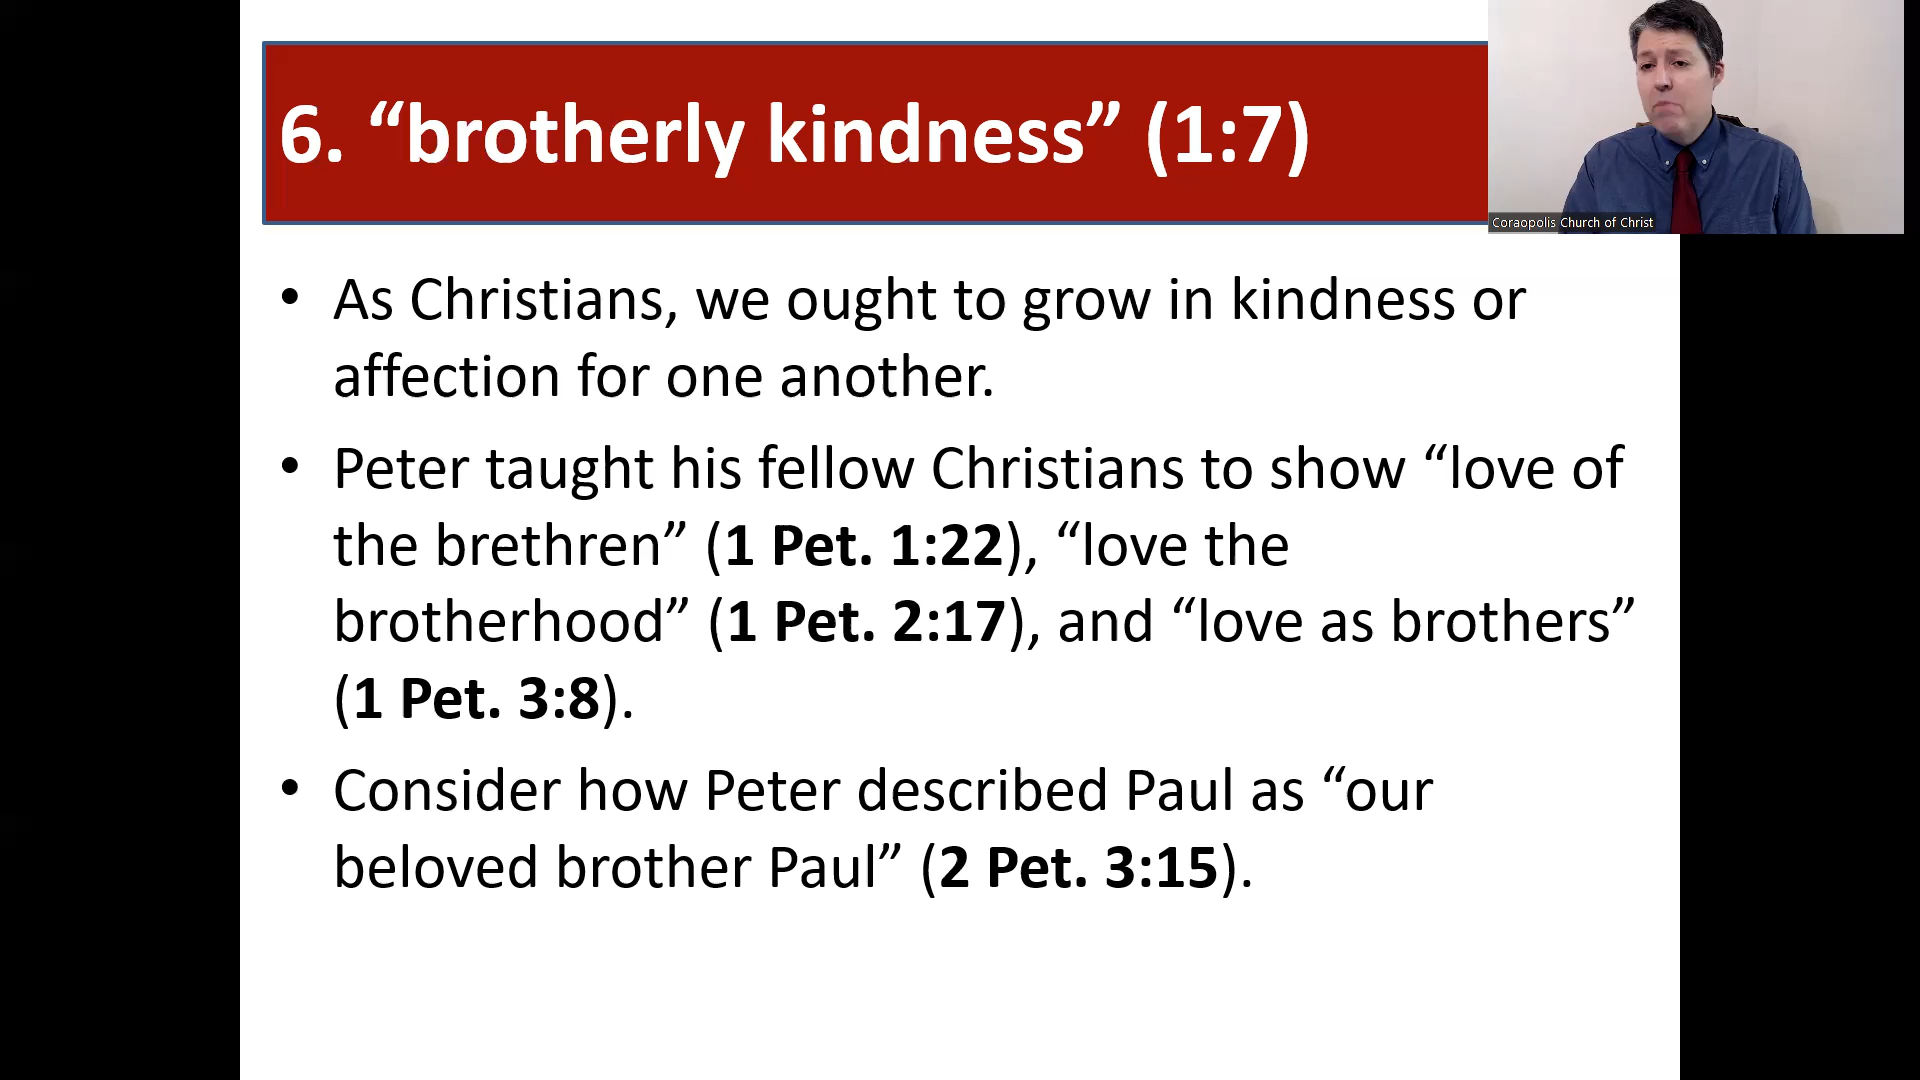 6. “brotherly kindness” (1:7)
Coraopolis Church of Christ
• As Christians, we ought to grow in kindness or
affection for one another.
• Peter taught his fellow Christians to show “love of
the brethren” (1 Pet. 1:22), “love the
brotherhood” (1 Pet. 2:17), and “love as brothers”
(1 Pet. 3:8).
• Consider how Peter described Paul as “our
beloved brother Paul” (2 Pet. 3:15).